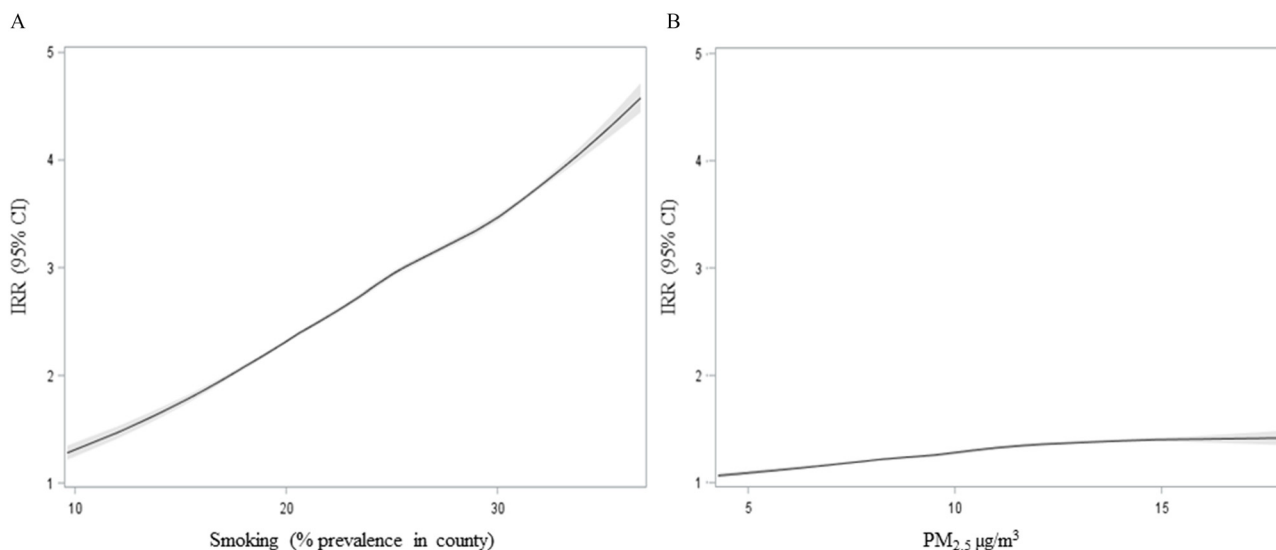 A
5
4
3
2
1
IRR (95% CI)
10
20
30
Smoking (% prevalence in county)
B
5
4
3
2
1
IRR (95% CI)
5
10
15
PM₂.₅ µg/m³